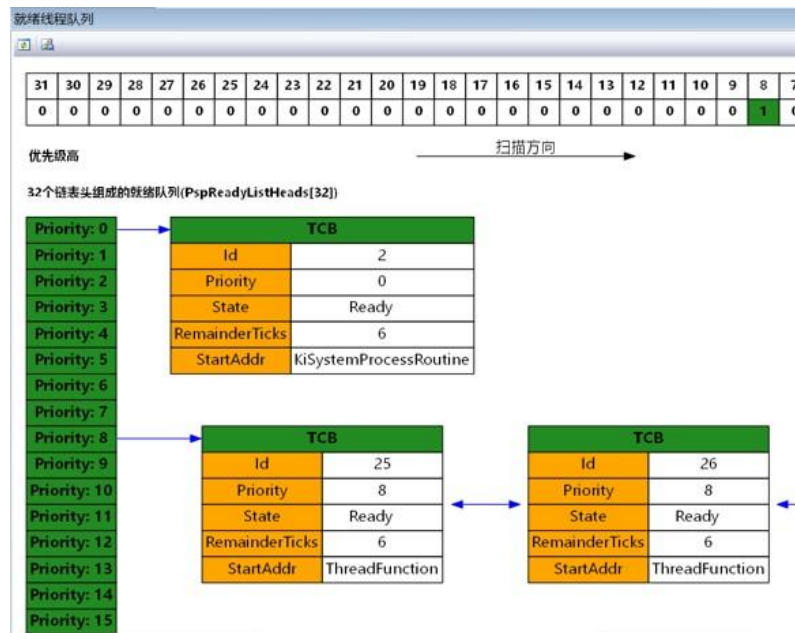 就绪线程队列
31 30 29 28 27 26 25 24 23 22 21 20 19 18 17 16 15 14 13 12 11 10 9 8 7
0 0 0 0 0 0 0 0 0 0 0 0 0 0 0 0 0 0 0 0 0 0 0 1 0
优先级高 扫描方向
32个链表头组成的就绪队列(PspReadyListHeads[32])
Priority: 0 TCB
Priority: 1 Id 2
Priority: 2 Priority 0
Priority: 3 State Ready
Priority: 4 RemainderTicks 6
Priority: 5 StartAddr KiSystemProcessRoutine
Priority: 6
Priority: 7
Priority: 8 TCB TCB
Priority: 9 Id 25 Id 26
Priority: 10 Priority 8 Priority 8
Priority: 11 State Ready State Ready
Priority: 12 RemainderTicks 6 RemainderTicks 6
Priority: 13 StartAddr ThreadFunction StartAddr ThreadFunction
Priority: 14
Priority: 15